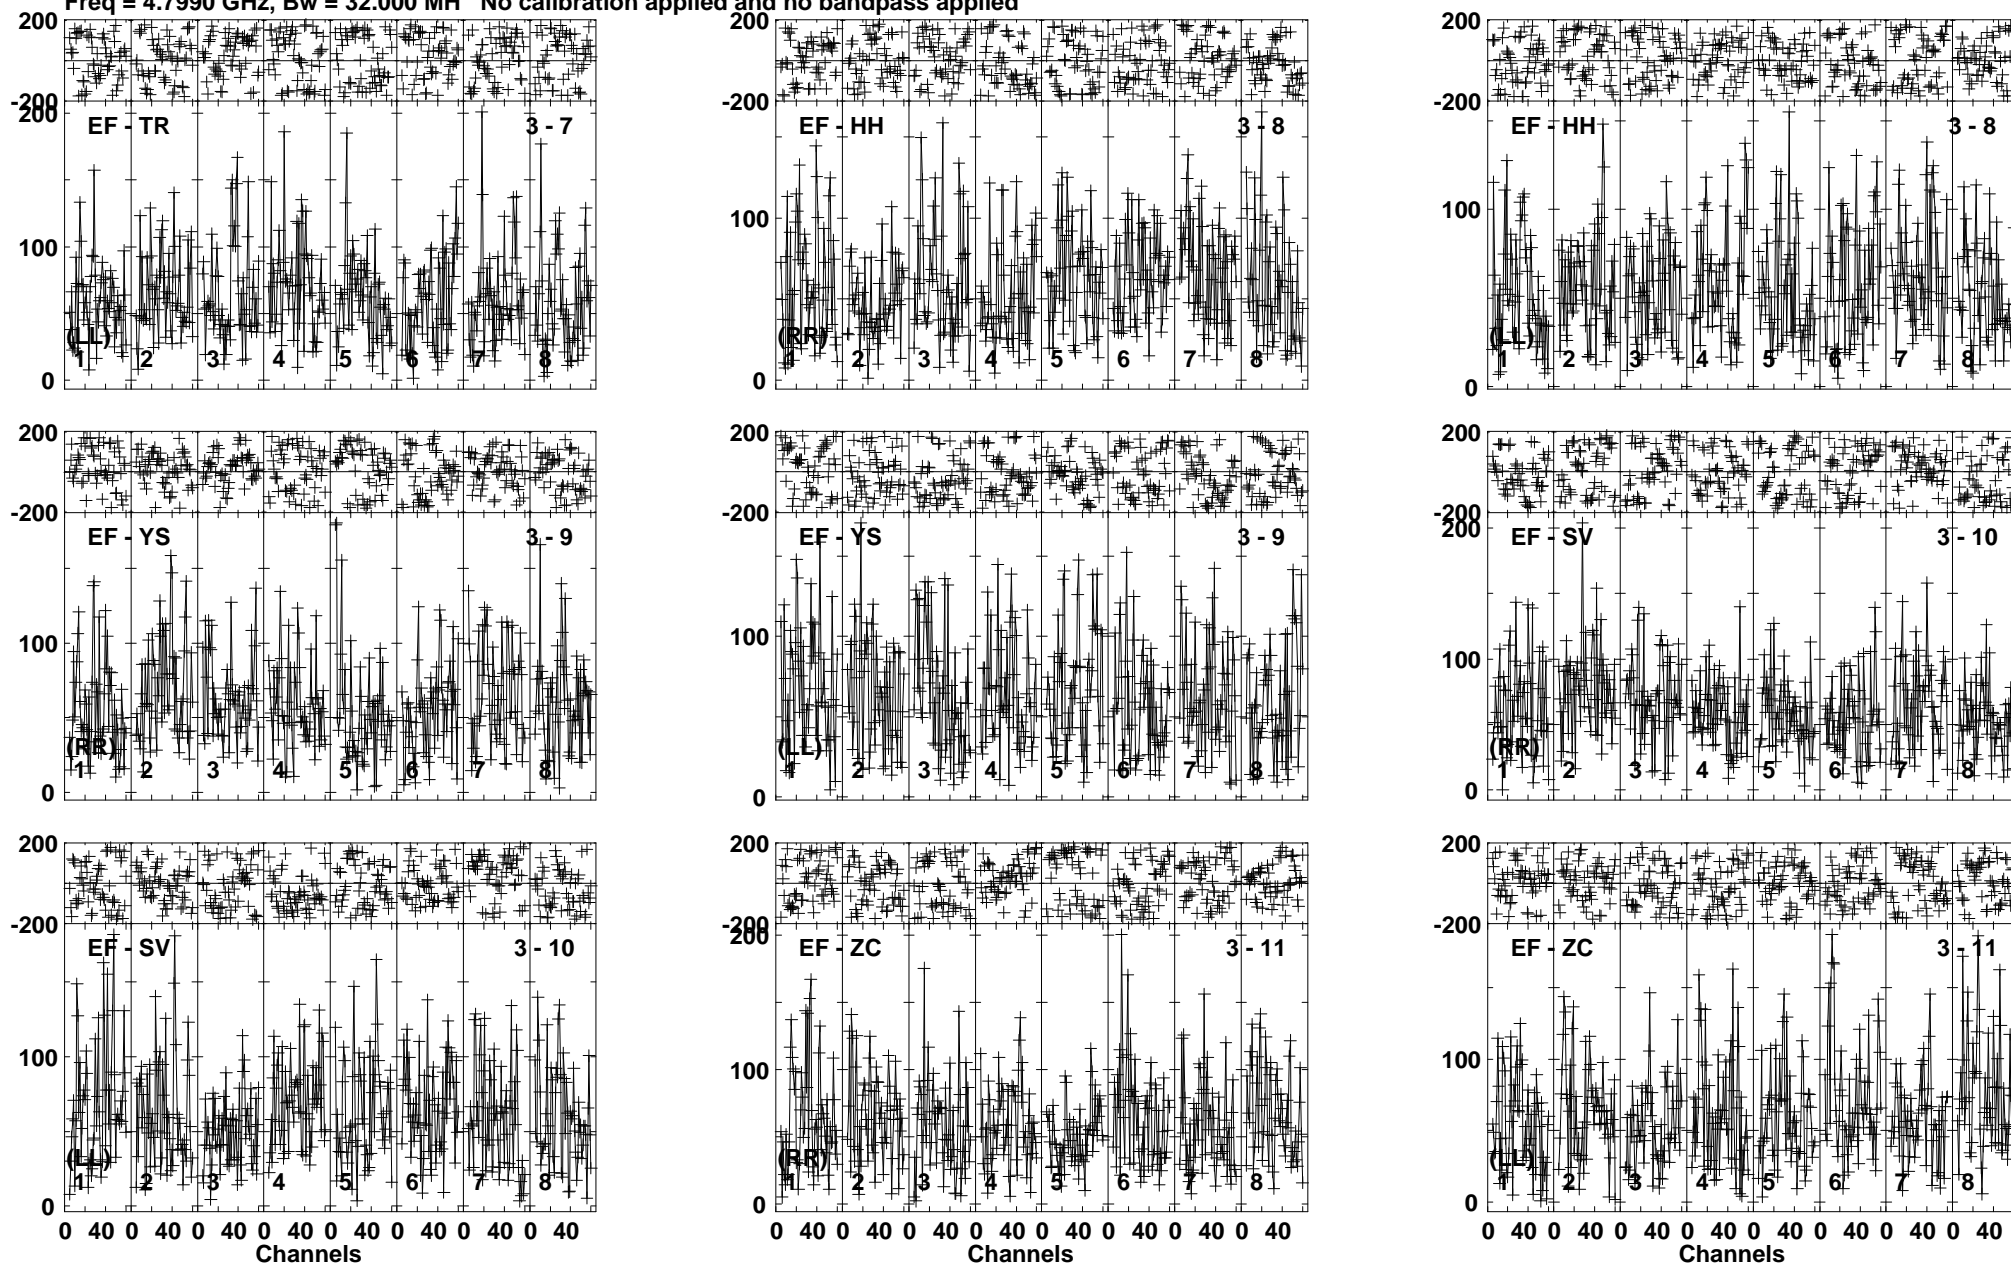 Freq = 4.7990 GHz, Bw = 32.000 MH No calibration applied and no bandpass applied
200 200 200
-200 -200 -200
200
EF - TR 3 - 7 EF - HH 3 - 8 EF - HH 3 - 8
100 100 100
(LL) (RR) (LL)
1 2 3 4 5 6 7 8 1 2 3 4 5 6 7 8 1 2 3 4 5 6 7 8
0 0 0
200 200 200
-200 -200 -200
200
EF - YS 3 - 9 EF - YS 3 - 9 EF - SV 3 - 10
100 100 100
(RR) (LL) (RR)
1 2 3 4 5 6 7 8 1 2 3 4 5 6 7 8 1 2 3 4 5 6 7 8
0 0 0
200 200 200
-200 -200 -200
200
EF - SV 3 - 10 EF - ZC 3 - 11 EF - ZC 3 - 11
100 100 100
(LL) (RR) (LL)
1 2 3 4 5 6 7 8 1 2 3 4 5 6 7 8 1 2 3 4 5 6 7 8
0 0 0
0 40 0 40 0 40 0 40 0 40 0 40 0 40 0 40 0 40 0 40 0 40 0 40 0 40 0 40 0 40 0 40 0 40 0 40 0 40 0 40 0 40 0 40 0 40 0 40
Channels Channels Channels